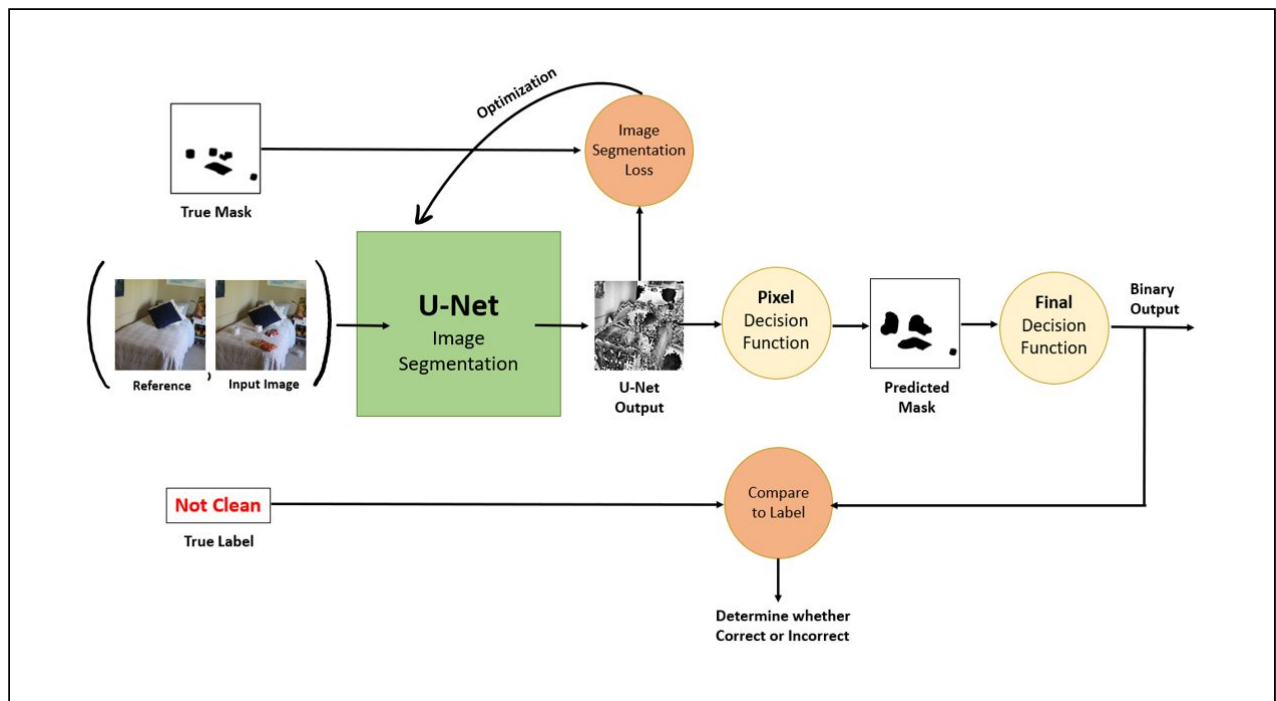 Optimization
Image
Segmentation
Loss
True Mask
U-Net
Image
Segmentation
Reference
,
Input Image
U-Net
Output
Pixel
Decision
Function
Predicted
Mask
Final
Decision
Function
Binary
Output
Not Clean
True Label
Compare
to Label
Determine whether
Correct or Incorrect